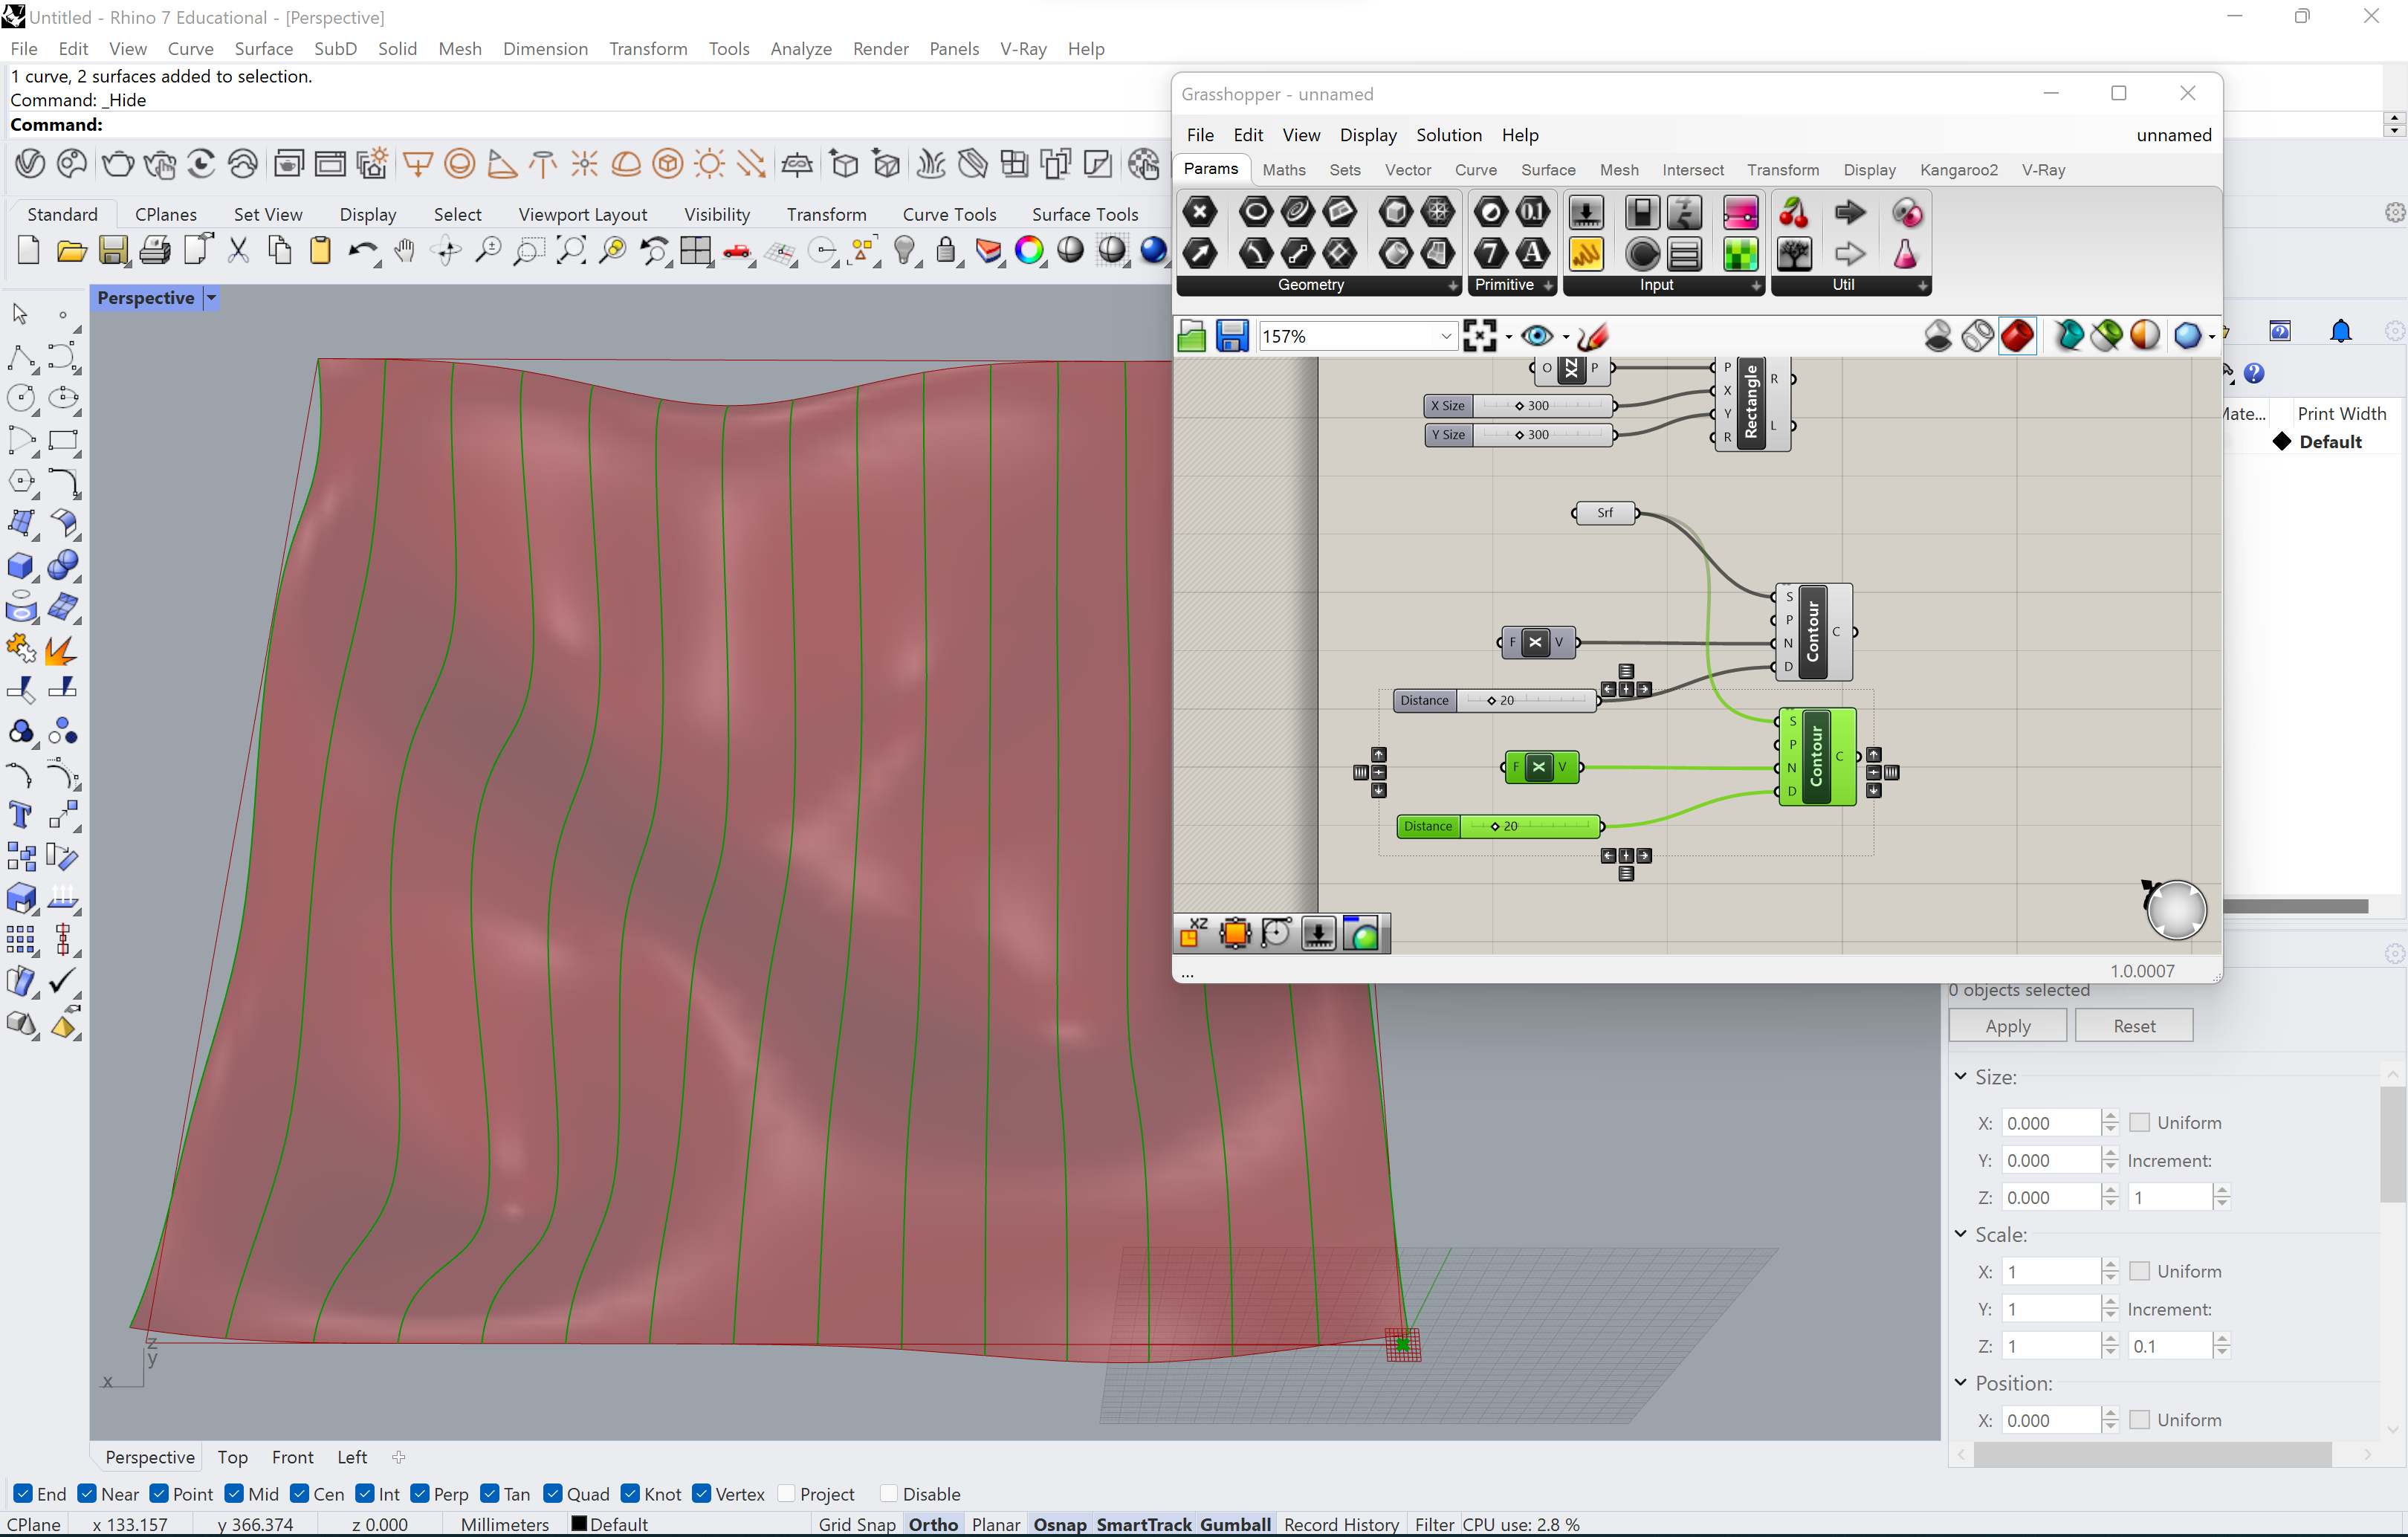 Untitled - Rhino 7 Educational - [Perspective]
File Edit View Curve Surface SubD Solid Mesh Dimension Transform Tools Analyze Render Panels V-Ray Help
1 curve, 2 surfaces added to selection.
Command: _Hide
Command:
Standard CPlanes Set View Display Select Viewport Layout Visibility Transform Curve Tools Surface Tools
Perspective
Grasshopper - unnamed
File Edit View Display Solution Help unnamed
Params Maths Sets Vector Curve Surface Mesh Intersect Transform Display Kangaroo2 V-Ray
Geometry Primitive Input Util
157%
O XZ P
P X Y R Rectangle R L
X Size 300
Y Size 300
Srf
S P N D Contour C
F X V
Distance 20
S P N D Contour C
F X V
Distance 20
XZ
...
1.0.0007
Mate... Print Width
Default
0 objects selected
Apply Reset
Size:
X: 0.000 Uniform
Y: 0.000 Increment:
Z: 0.000 1
Scale:
X: 1 Uniform
Y: 1 Increment:
Z: 1 0.1
Position:
X: 0.000 Uniform
z
y
x
Perspective Top Front Left
End Near Point Mid Cen Int Perp Tan Quad Knot Vertex Project Disable
CPlane x 133.157 y 366.374 z 0.000 Millimeters Default Grid Snap Ortho Planar Osnap SmartTrack Gumball Record History Filter CPU use: 2.8 %